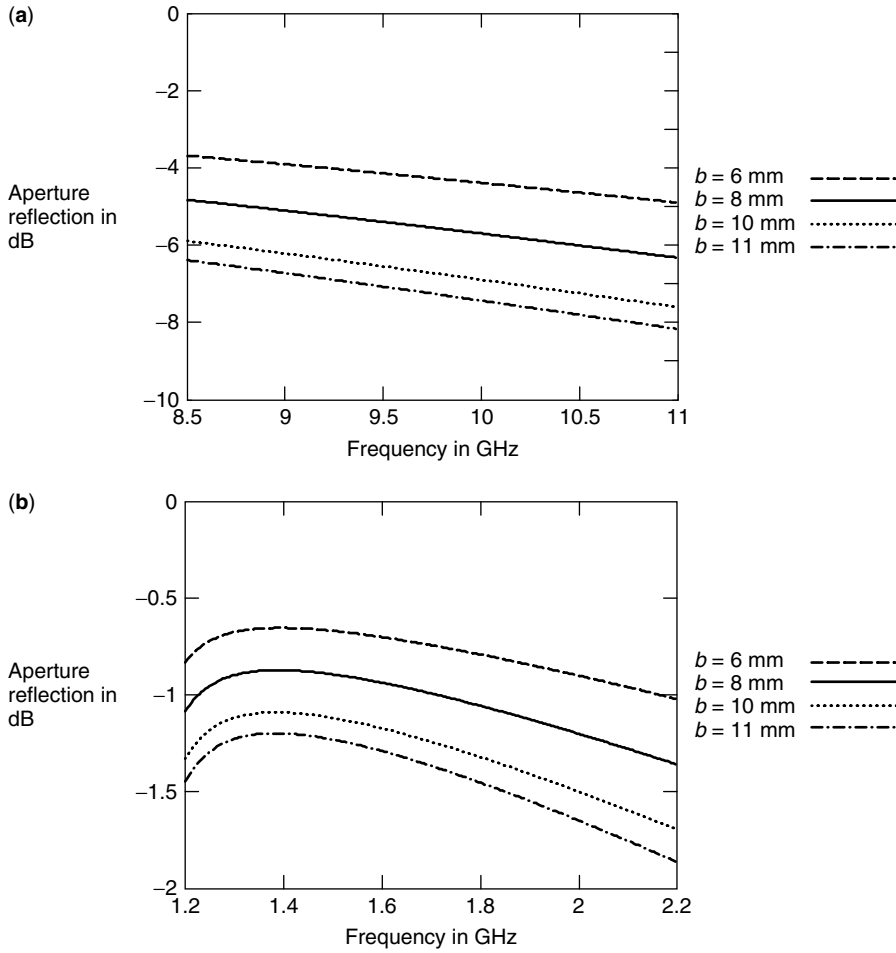 (a)
0
−2
−4
−6
−8
−10
Aperture
reflection in
dB
8.5 9 9.5 10 10.5 11
Frequency in GHz
b = 6 mm
b = 8 mm
b = 10 mm
b = 11 mm
(b)
0
−0.5
−1
−1.5
−2
Aperture
reflection in
dB
1.2 1.4 1.6 1.8 2 2.2
Frequency in GHz
b = 6 mm
b = 8 mm
b = 10 mm
b = 11 mm